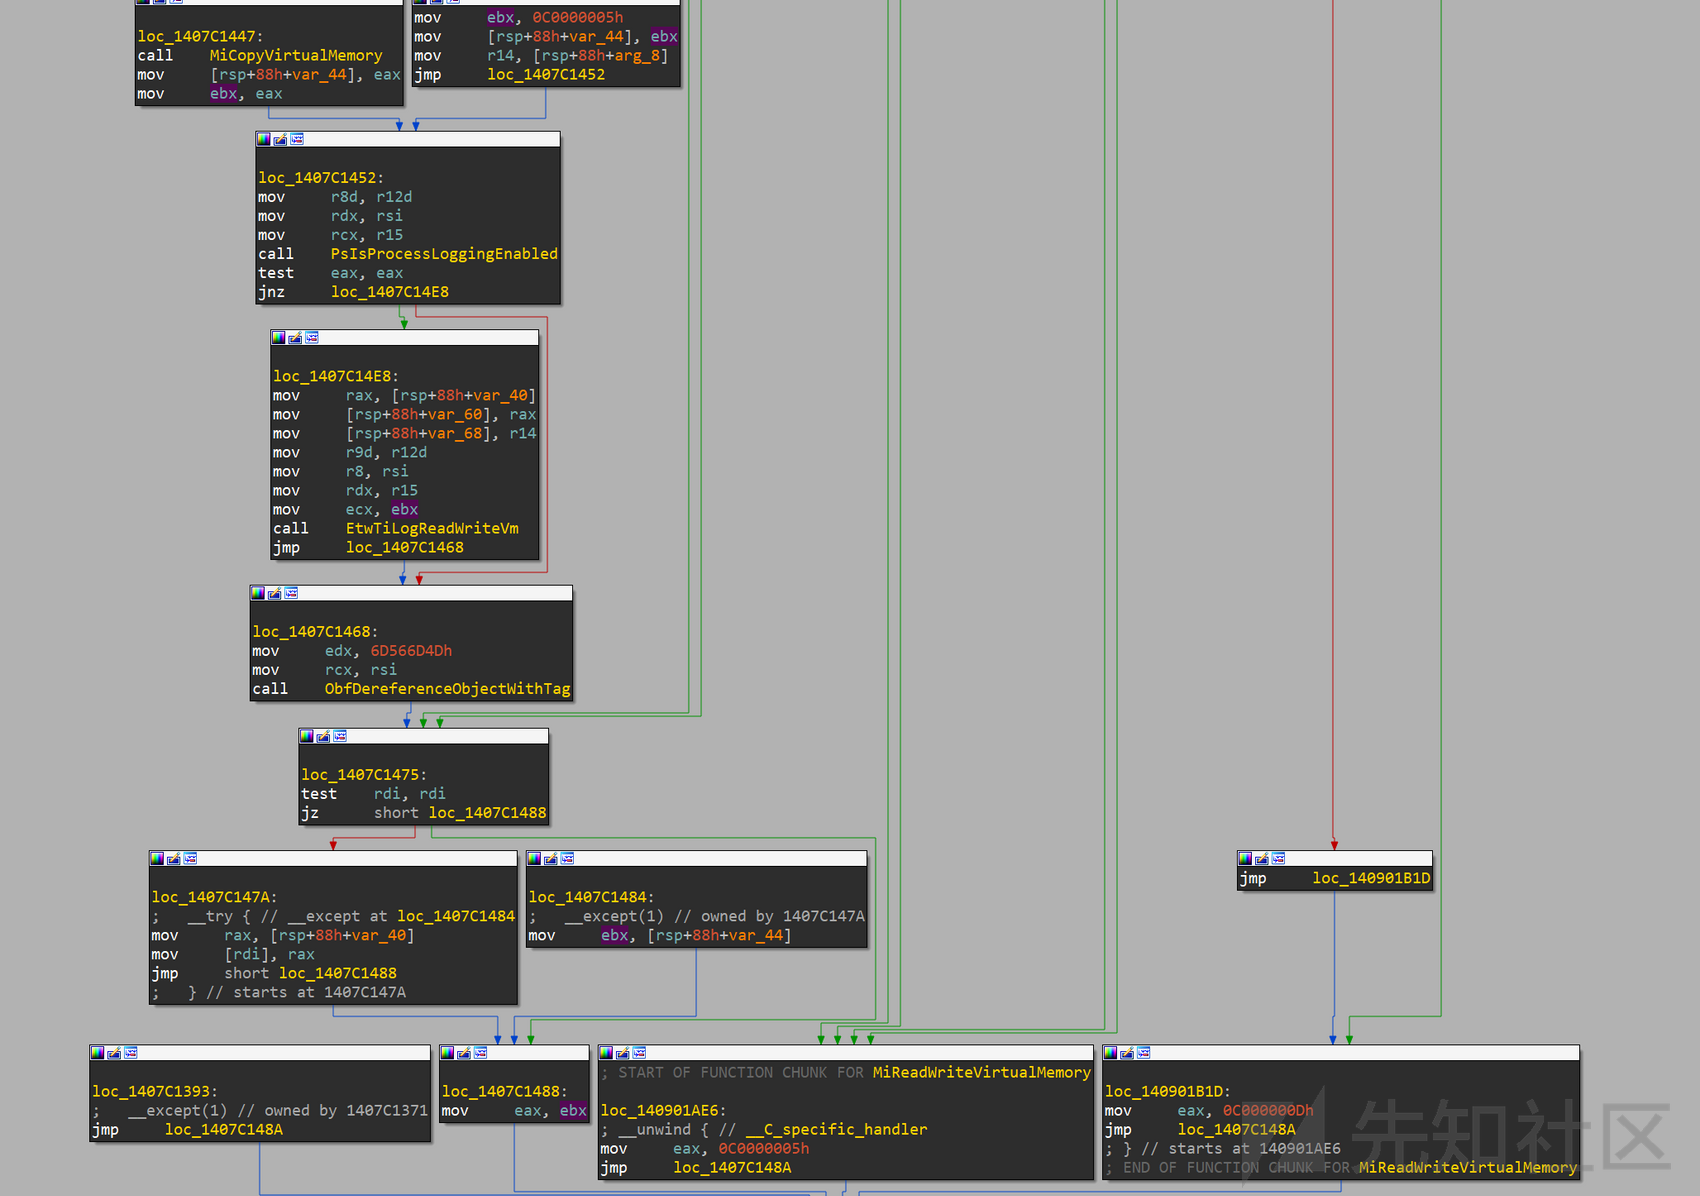 loc_1407C1447:
call MiCopyVirtualMemory
mov [rsp+88h+var_44], eax
mov ebx, eax
mov ebx, 0C0000005h
mov [rsp+88h+var_44], ebx
mov r14, [rsp+88h+arg_8]
jmp loc_1407C1452
loc_1407C1452:
mov r8d, r12d
mov rdx, rsi
mov rcx, r15
call PsIsProcessLoggingEnabled
test eax, eax
jnz loc_1407C14E8
loc_1407C14E8:
mov rax, [rsp+88h+var_40]
mov [rsp+88h+var_60], rax
mov [rsp+88h+var_68], r14
mov r9d, r12d
mov r8, rsi
mov rdx, r15
mov ecx, ebx
call EtwTiLogReadWriteVm
jmp loc_1407C1468
loc_1407C1468:
mov edx, 6D566D4Dh
mov rcx, rsi
call ObfDereferenceObjectWithTag
loc_1407C1475:
test rdi, rdi
jz short loc_1407C1488
loc_1407C147A:
; __try { // __except at loc_1407C1484
mov rax, [rsp+88h+var_40]
mov [rdi], rax
jmp short loc_1407C1488
; } // starts at 1407C147A
loc_1407C1484:
; __except(1) // owned by 1407C147A
mov ebx, [rsp+88h+var_44]
jmp loc_140901B1D
loc_1407C1393:
; __except(1) // owned by 1407C1371
jmp loc_1407C148A
loc_1407C1488:
mov eax, ebx
; START OF FUNCTION CHUNK FOR MiReadWriteVirtualMemory
loc_140901AE6:
; __unwind { // __C_specific_handler
mov eax, 0C0000005h
jmp loc_1407C148A
loc_140901B1D:
mov eax, 0C000000Dh
jmp loc_1407C148A
; } // starts at 140901AE6
; END OF FUNCTION CHUNK FOR MiReadWriteVirtualMemory
先知社区